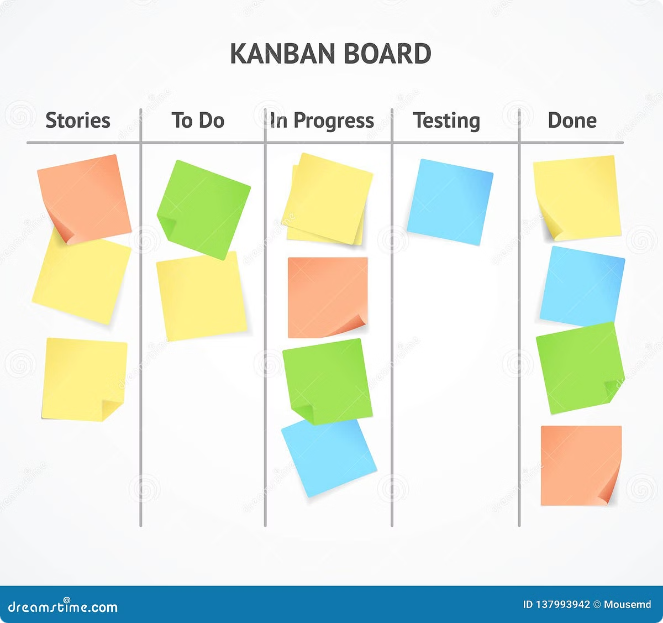 KANBAN BOARD
Stories To Do In Progress Testing Done
dreamstime.com ID 137993942 © Mousemd